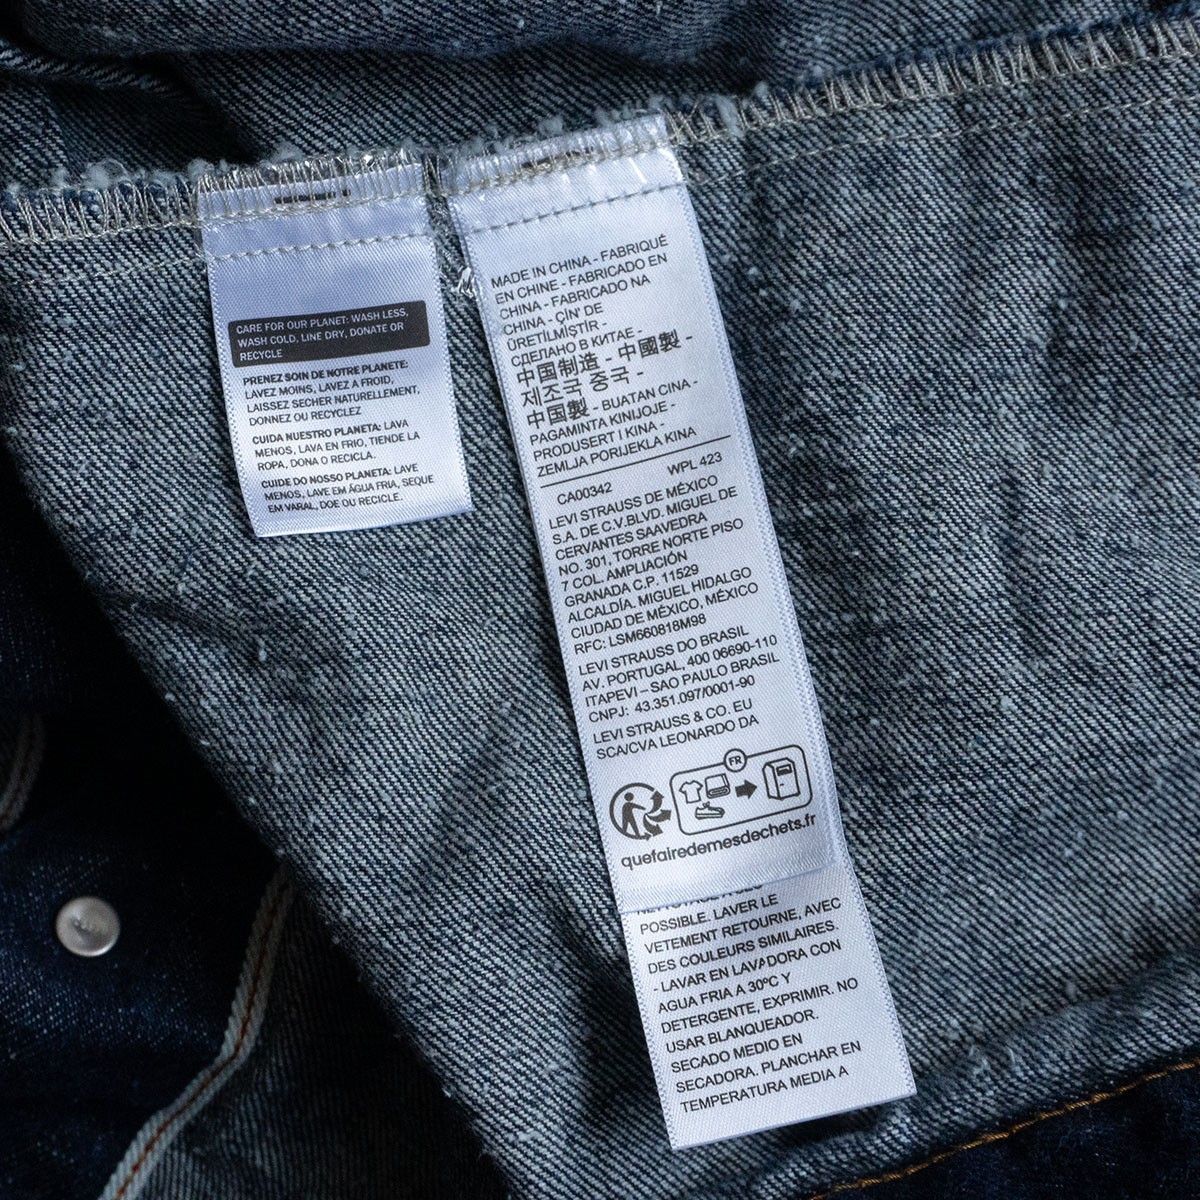 CARE FOR OUR PLANET: WASH LESS,
WASH COLD, LINE DRY, DONATE OR
RECYCLE
PRENEZ SOIN DE NOTRE PLANETE:
LAVEZ MOINS, LAVEZ A FROID,
LAISSEZ SECHER NATURELLEMENT,
DONNEZ OU RECYCLEZ
CUIDA NUESTRO PLANETA: LAVA
MENOS, LAVA EN FRIO, TIENDE LA
ROPA, DONA O RECICLA.
CUIDE DO NOSSO PLANETA: LAVE
MENOS, LAVE EM ÁGUA FRIA, SEQUE
EM VARAL, DOE OU RECICLE.
MADE IN CHINA - FABRIQUÉ
EN CHINE - FABRICADO EN
CHINA - FABRICADO NA
CHINA - ÇIN' DE
ÜRETİLMİŞTİR -
СДЕЛАНО В КИТАЕ -
中国制造 - 中國製 -
제조국 중국 -
中国製 - BUATAN CINA -
PAGAMINTA KINIJOJE -
PRODUSERT I KINA -
ZEMLJA PORIJEKLA KINA
CA00342 WPL 423
LEVI STRAUSS DE MÉXICO
S.A. DE C.V.BLVD. MIGUEL DE
CERVANTES SAAVEDRA
NO. 301, TORRE NORTE PISO
7 COL. AMPLIACIÓN
GRANADA C.P. 11529
ALCALDÍA. MIGUEL HIDALGO
CIUDAD DE MÉXICO, MÉXICO
RFC: LSM660818M98
LEVI STRAUSS DO BRASIL
AV. PORTUGAL, 400 06690-110
ITAPEVI – SAO PAULO BRASIL
CNPJ: 43.351.097/0001-90
LEVI STRAUSS & CO. EU
SCA/CVA LEONARDO DA
FR
quefairedemesdechets.fr
POSSIBLE. LAVER LE
VETEMENT RETOURNE, AVEC
DES COULEURS SIMILAIRES.
- LAVAR EN LAVADORA CON
AGUA FRIA A 30ºC Y
DETERGENTE, EXPRIMIR. NO
USAR BLANQUEADOR.
SECADO MEDIO EN
SECADORA. PLANCHAR EN
TEMPERATURA MEDIA A